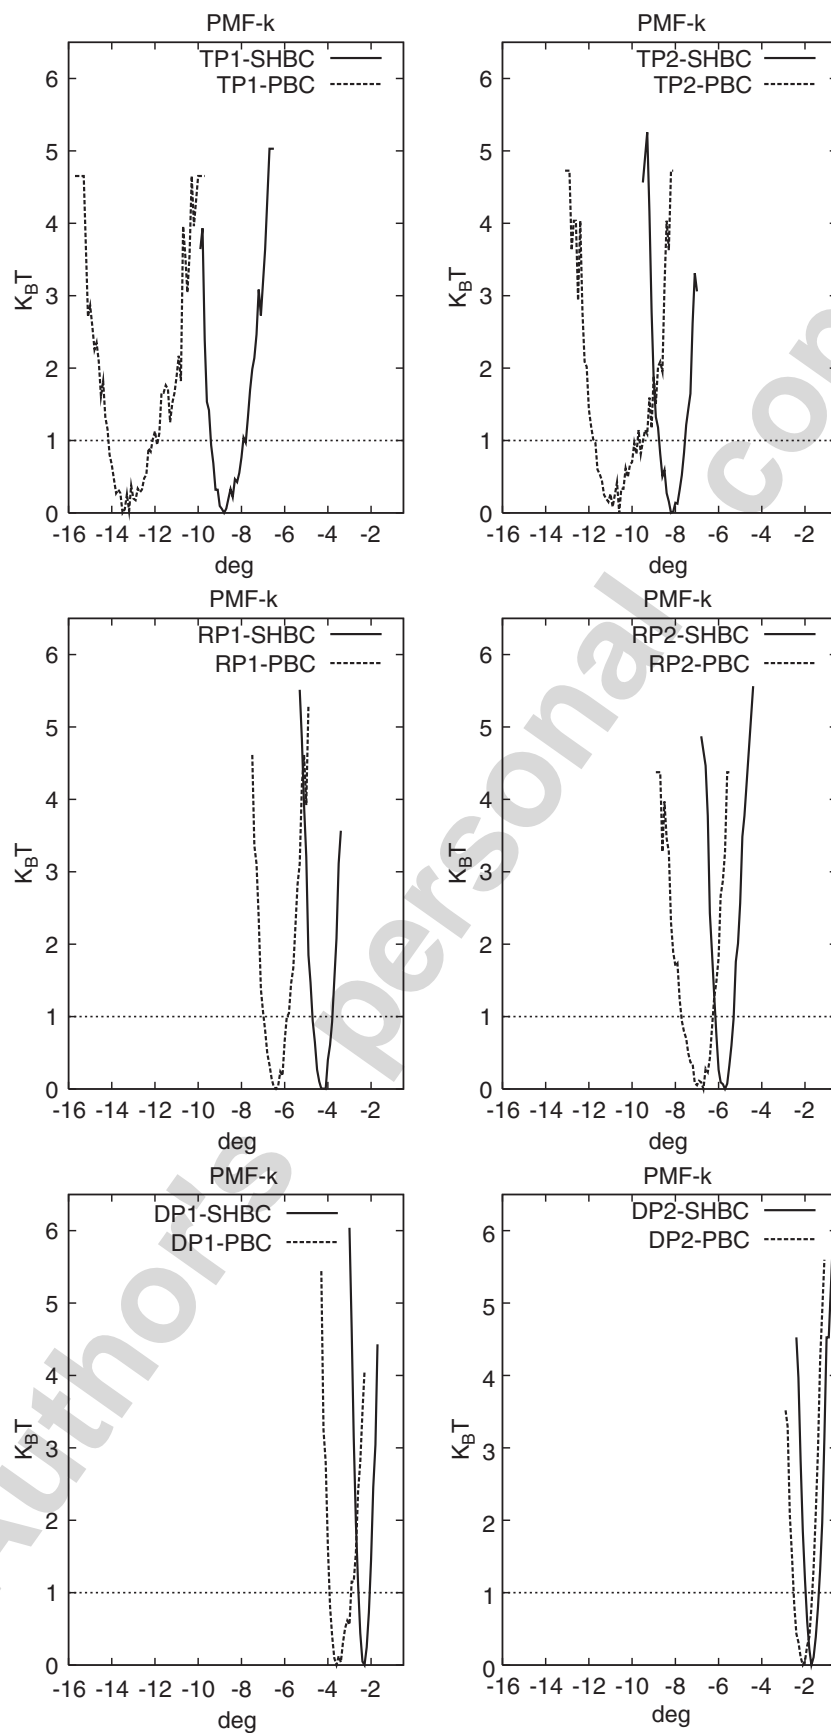 PMF-k
TP1-SHBC
TP1-PBC
6
5
4
3
2
1
0
K_BT
-16 -14 -12 -10 -8 -6 -4 -2
deg
PMF-k
TP2-SHBC
TP2-PBC
6
5
4
3
2
1
0
K_BT
-16 -14 -12 -10 -8 -6 -4 -2
deg
PMF-k
RP1-SHBC
RP1-PBC
6
5
4
3
2
1
0
K_BT
-16 -14 -12 -10 -8 -6 -4 -2
deg
PMF-k
RP2-SHBC
RP2-PBC
6
5
4
3
2
1
0
K_BT
-16 -14 -12 -10 -8 -6 -4 -2
deg
PMF-k
DP1-SHBC
DP1-PBC
6
5
4
3
2
1
0
K_BT
-16 -14 -12 -10 -8 -6 -4 -2
deg
PMF-k
DP2-SHBC
DP2-PBC
6
5
4
3
2
1
0
K_BT
-16 -14 -12 -10 -8 -6 -4 -2
deg
Author's personal